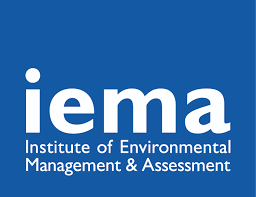 iema
Institute of Environmental
Management & Assessment